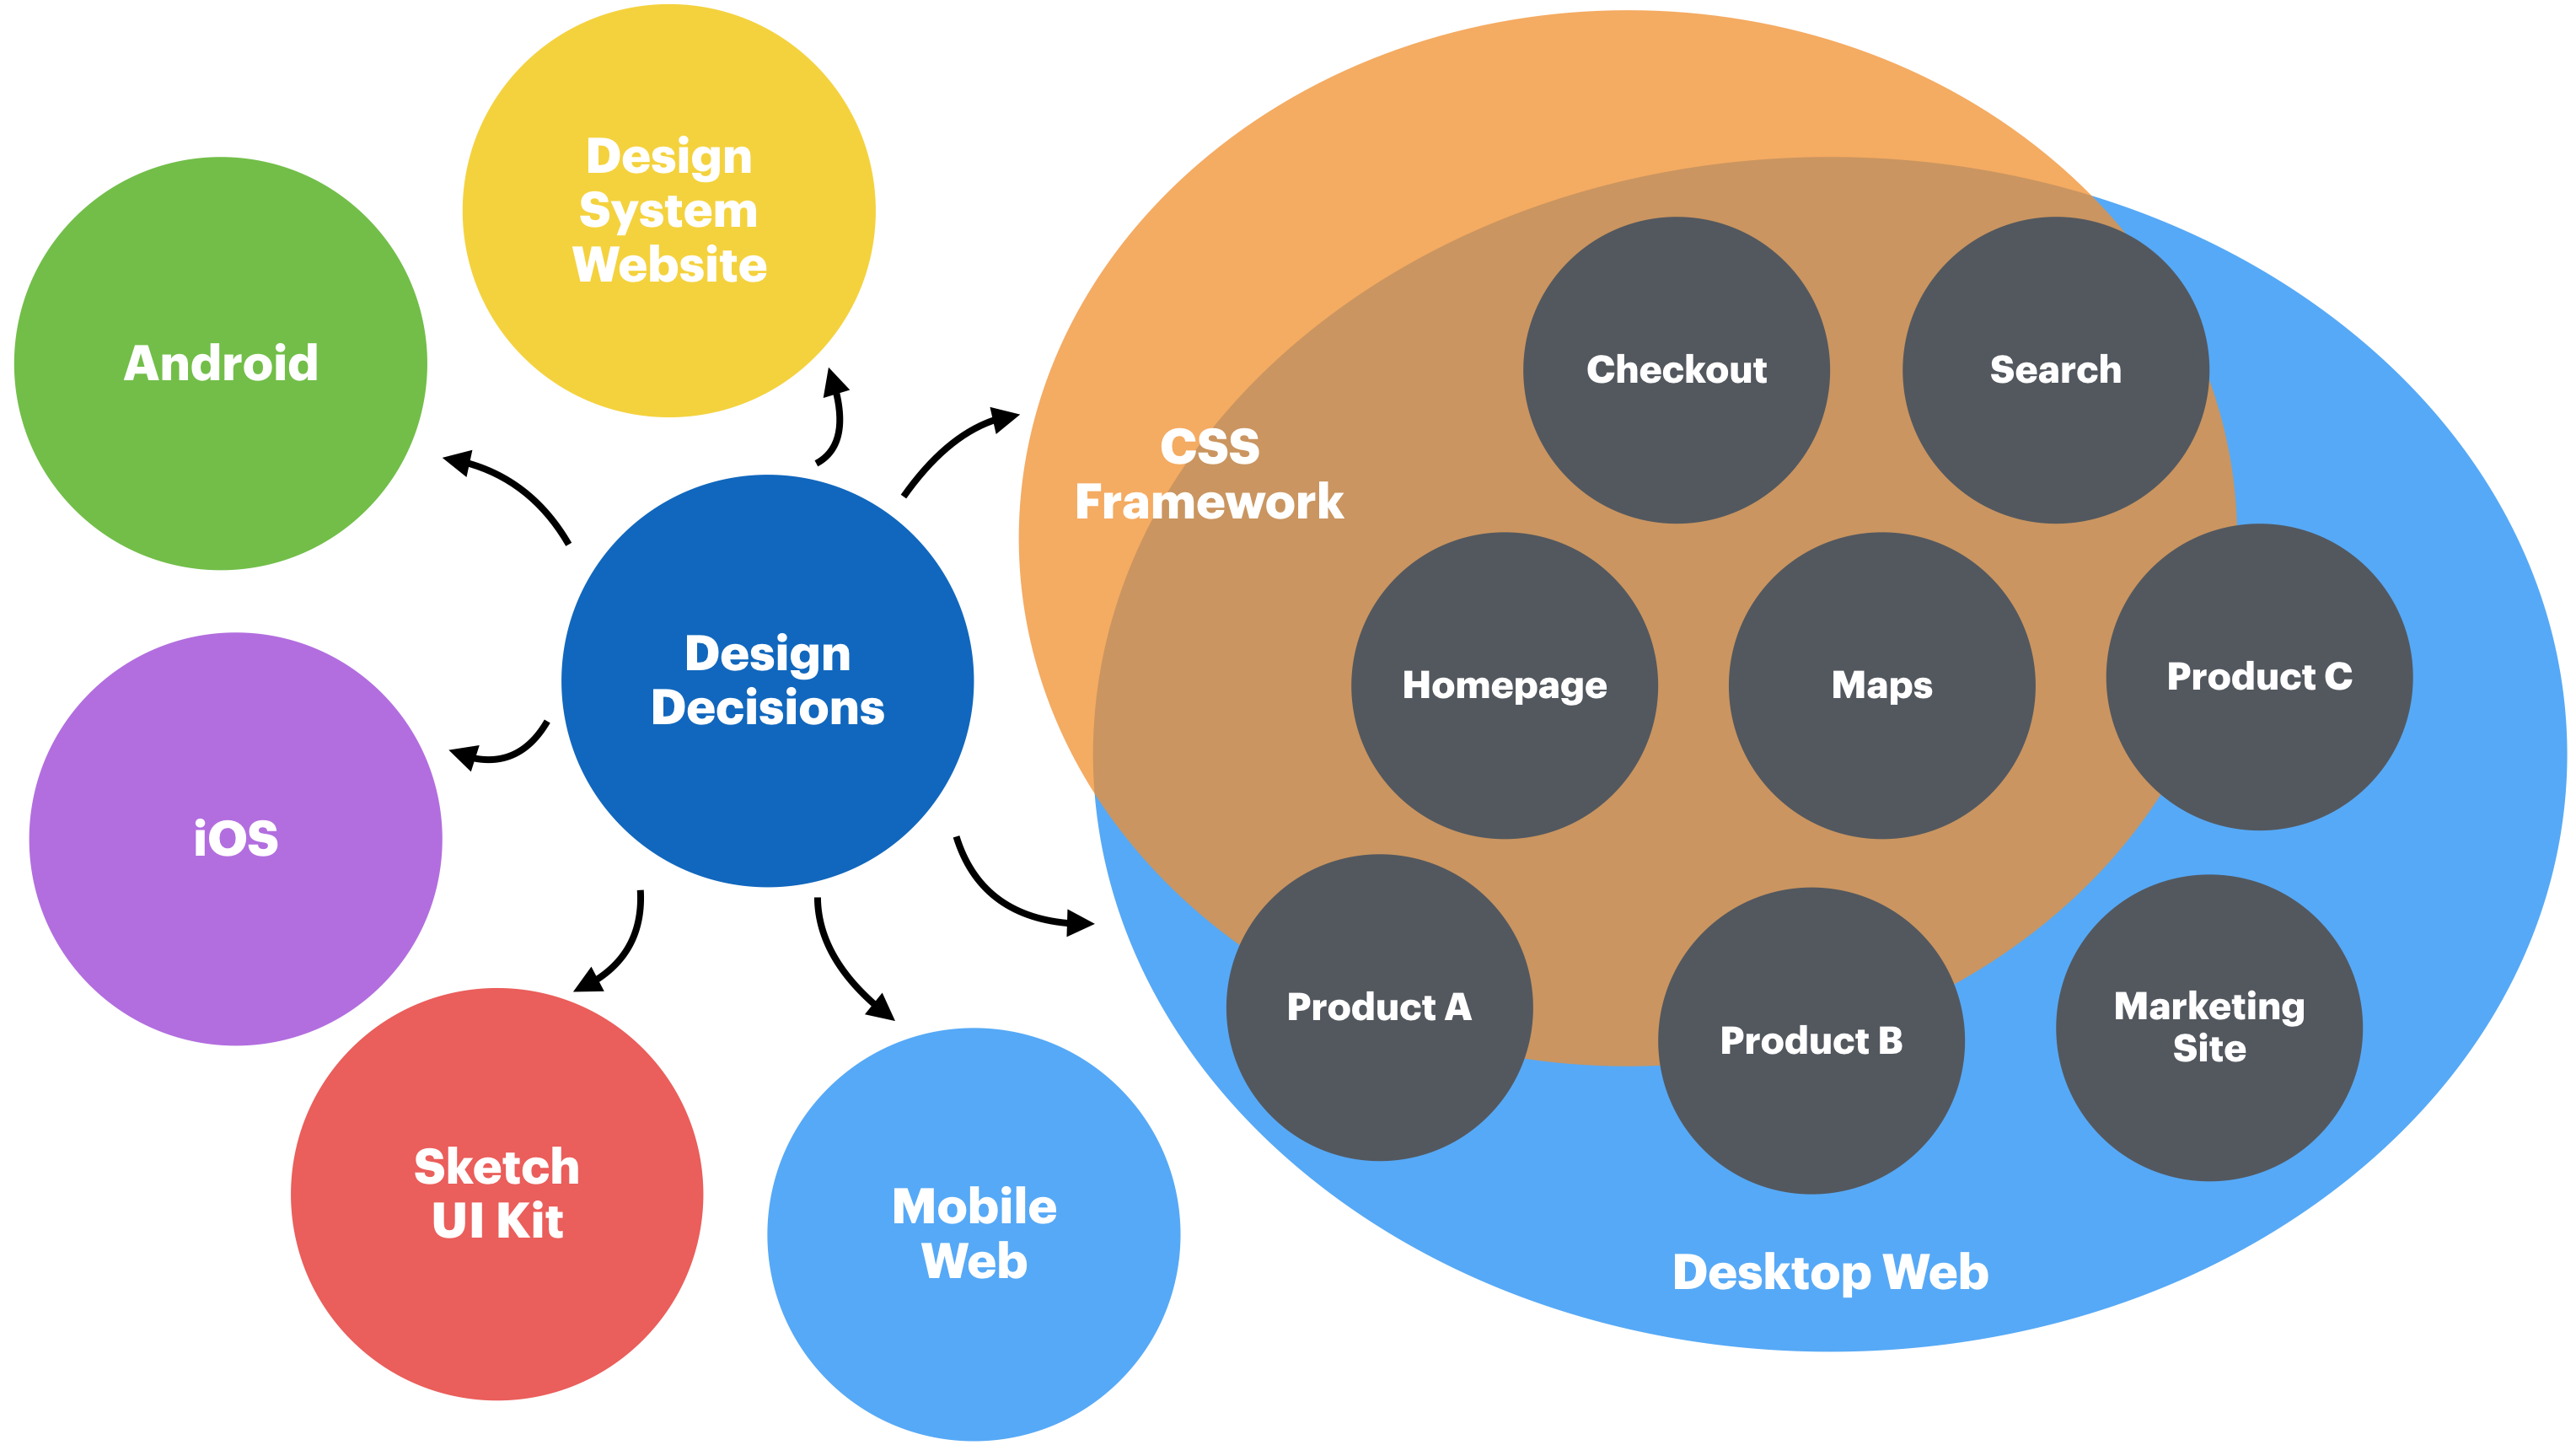 Design
System
Website
Android
Design
Decisions
iOS
Sketch
UI Kit
Mobile
Web
CSS
Framework
Checkout
Search
Homepage
Maps
Product C
Product A
Product B
Marketing
Site
Desktop Web